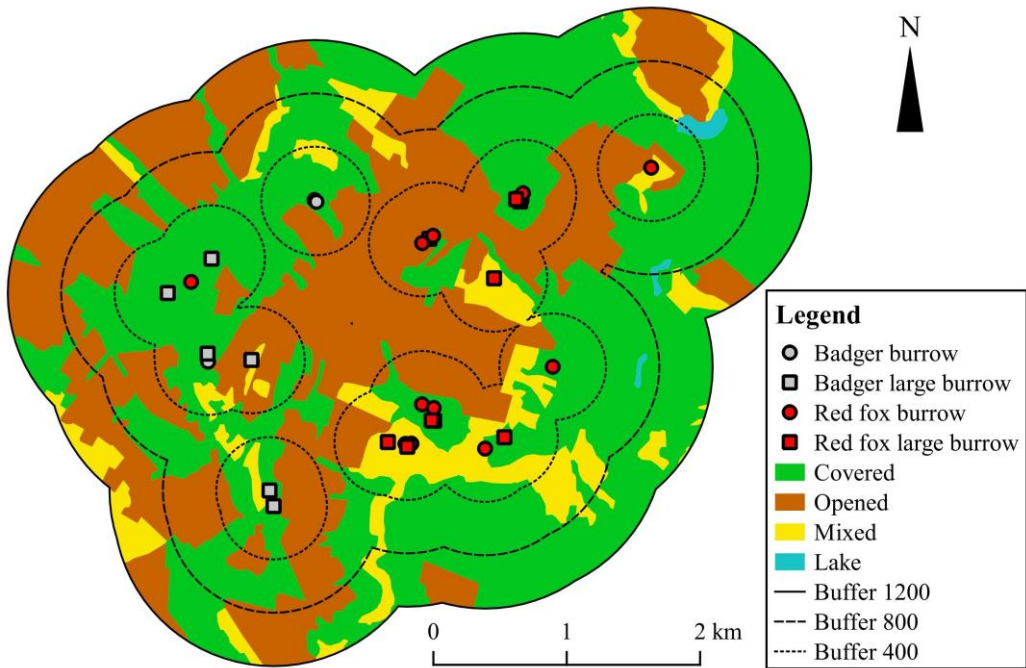 N
Legend
Badger burrow
Badger large burrow
Red fox burrow
Red fox large burrow
Covered
Opened
Mixed
Lake
Buffer 1200
Buffer 800
Buffer 400
0 1 2 km